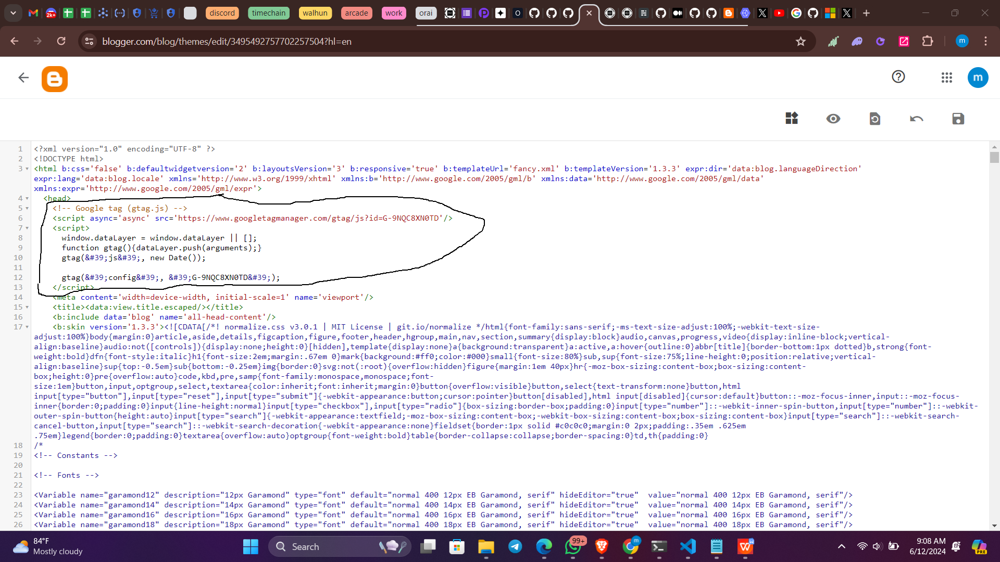 2k+
discord
timechain
walhun
arcade
work
orai
blogger.com/blog/themes/edit/3495492757702257504?hl=en
m
m
1 <?xml version="1.0" encoding="UTF-8" ?>
2 <!DOCTYPE html>
3 <html b:css='false' b:defaultwidgetversion='2' b:layoutsVersion='3' b:responsive='true' b:templateUrl='fancy.xml' b:templateVersion='1.3.3' expr:dir='data:blog.languageDirection'
expr:lang='data:blog.locale' xmlns='http://www.w3.org/1999/xhtml' xmlns:b='http://www.google.com/2005/gml/b' xmlns:data='http://www.google.com/2005/gml/data'
xmlns:expr='http://www.google.com/2005/gml/expr'>
4 <head>
5 <!-- Google tag (gtag.js) -->
6 <script async='async' src='https://www.googletagmanager.com/gtag/js?id=G-9NQC8XN0TD'/>
7 <script>
8 window.dataLayer = window.dataLayer || [];
9 function gtag(){dataLayer.push(arguments);}
10 gtag(&#39;js&#39;, new Date());
11
12 gtag(&#39;config&#39;, &#39;G-9NQC8XN0TD&#39;);
13 </script>
14 <meta content='width=device-width, initial-scale=1' name='viewport'/>
15 <title><data:view.title.escaped/></title>
16 <b:include data='blog' name='all-head-content'/>
17 <b:skin version='1.3.3'><![CDATA[/*! normalize.css v3.0.1 | MIT License | git.io/normalize */html{font-family:sans-serif;-ms-text-size-adjust:100%;-webkit-text-size-
adjust:100%}body{margin:0}article,aside,details,figcaption,figure,footer,header,hgroup,main,nav,section,summary{display:block}audio,canvas,progress,video{display:inline-block;vertical-
align:baseline}audio:not([controls]){display:none;height:0}[hidden],template{display:none}a{background:transparent}a:active,a:hover{outline:0}abbr[title]{border-bottom:1px dotted}b,strong{font-
weight:bold}dfn{font-style:italic}h1{font-size:2em;margin:.67em 0}mark{background:#ff0;color:#000}small{font-size:80%}sub,sup{font-size:75%;line-height:0;position:relative;vertical-
align:baseline}sup{top:-0.5em}sub{bottom:-0.25em}img{border:0}svg:not(:root){overflow:hidden}figure{margin:1em 40px}hr{-moz-box-sizing:content-box;box-sizing:content-
box;height:0}pre{overflow:auto}code,kbd,pre,samp{font-family:monospace,monospace;font-
size:1em}button,input,optgroup,select,textarea{color:inherit;font:inherit;margin:0}button{overflow:visible}button,select{text-transform:none}button,html
input[type="button"],input[type="reset"],input[type="submit"]{-webkit-appearance:button;cursor:pointer}button[disabled],html input[disabled]{cursor:default}button::-moz-focus-inner,input::-moz-focus-
inner{border:0;padding:0}input{line-height:normal}input[type="checkbox"],input[type="radio"]{box-sizing:border-box;padding:0}input[type="number"]::-webkit-inner-spin-button,input[type="number"]::-webkit-
outer-spin-button{height:auto}input[type="search"]{-webkit-appearance:textfield;-moz-box-sizing:content-box;-webkit-box-sizing:content-box;box-sizing:content-box}input[type="search"]::-webkit-search-
cancel-button,input[type="search"]::-webkit-search-decoration{-webkit-appearance:none}fieldset{border:1px solid #c0c0c0;margin:0 2px;padding:.35em .625em
.75em}legend{border:0;padding:0}textarea{overflow:auto}optgroup{font-weight:bold}table{border-collapse:collapse;border-spacing:0}td,th{padding:0}
18 /*
19 <!-- Constants -->
20
21 <!-- Fonts -->
22
23 <Variable name="garamond12" description="12px Garamond" type="font" default="normal 400 12px EB Garamond, serif" hideEditor="true"  value="normal 400 12px EB Garamond, serif"/>
24 <Variable name="garamond14" description="14px Garamond" type="font" default="normal 400 14px EB Garamond, serif" hideEditor="true"  value="normal 400 14px EB Garamond, serif"/>
25 <Variable name="garamond16" description="16px Garamond" type="font" default="normal 400 16px EB Garamond, serif" hideEditor="true"  value="normal 400 16px EB Garamond, serif"/>
26 <Variable name="garamond18" description="18px Garamond" type="font" default="normal 400 18px EB Garamond, serif" hideEditor="true"  value="normal 400 18px EB Garamond, serif"/>
84°F
Mostly cloudy
Search
99+
m
9:08 AM
6/12/2024
PRE